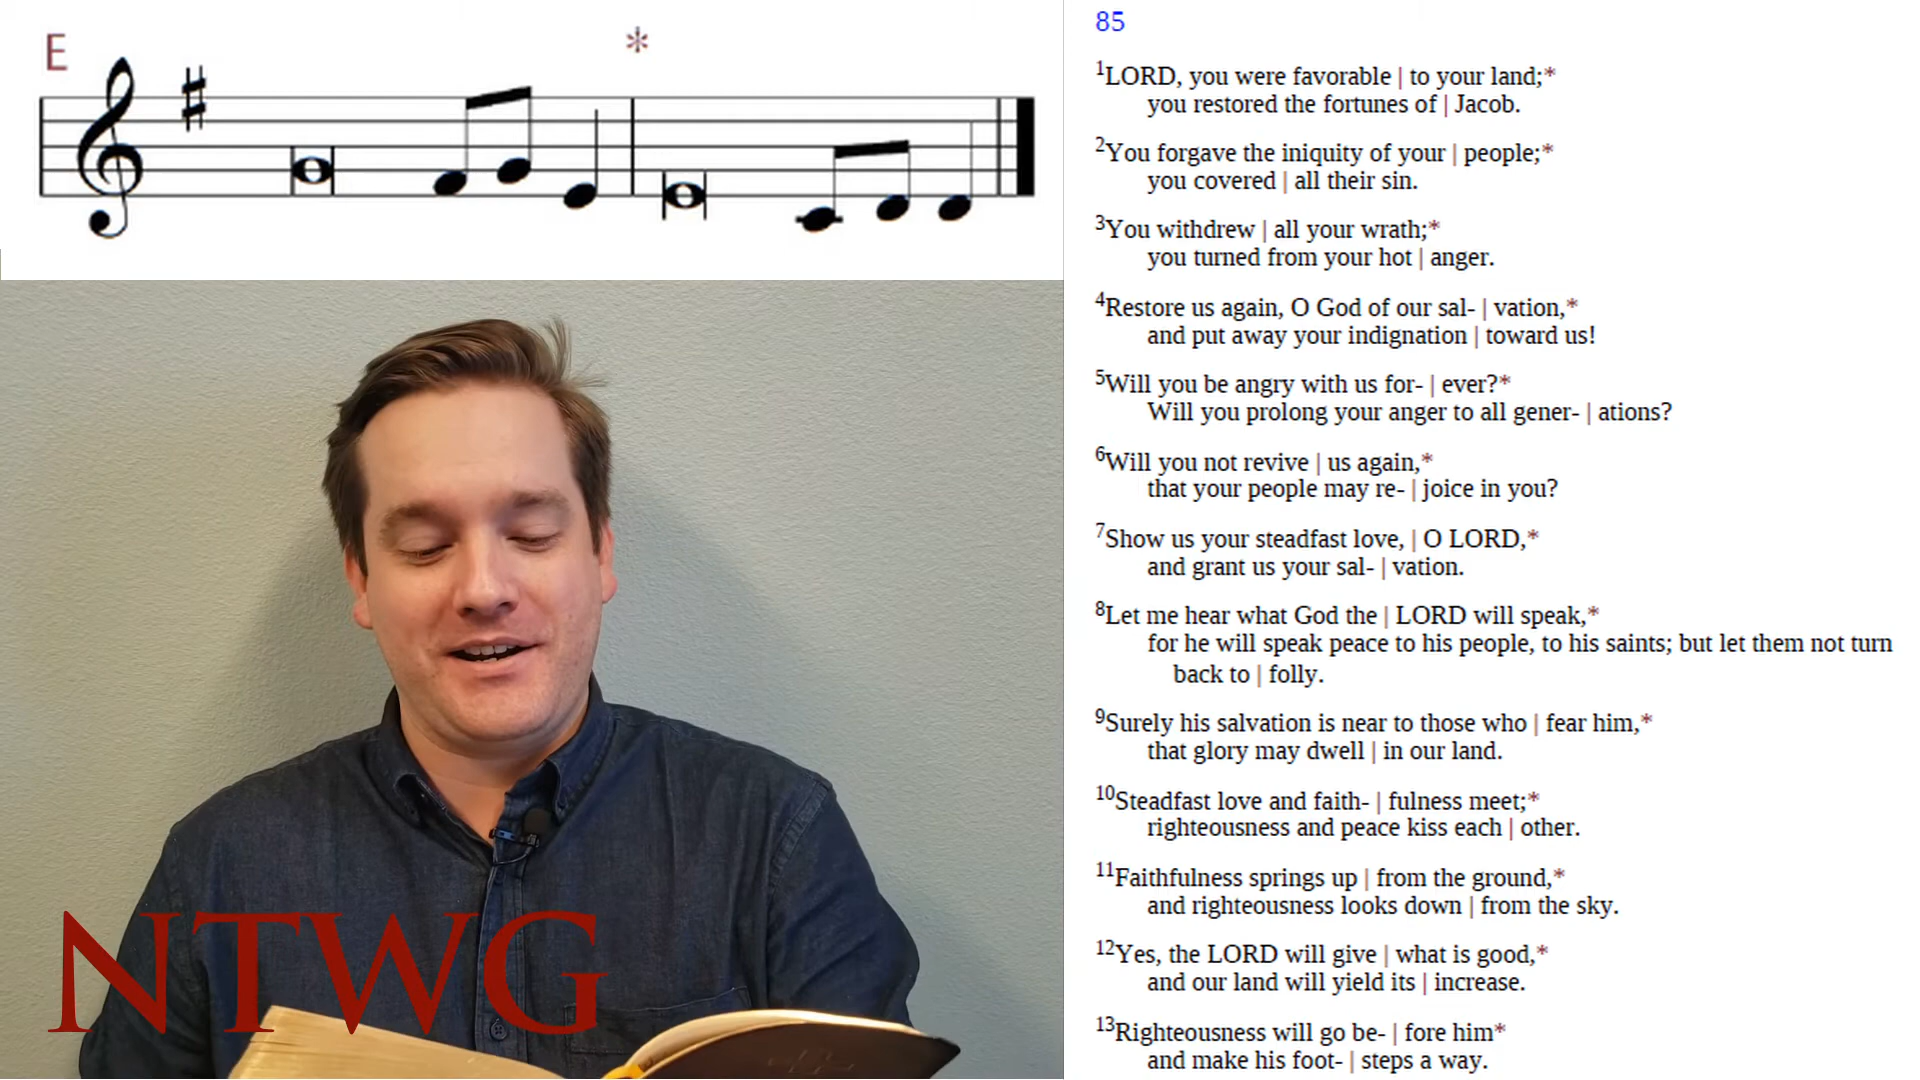 E
*
85
1LORD, you were favorable | to your land;*
you restored the fortunes of | Jacob.
2You forgave the iniquity of your | people;*
you covered | all their sin.
3You withdrew | all your wrath;*
you turned from your hot | anger.
4Restore us again, O God of our sal- | vation,*
and put away your indignation | toward us!
5Will you be angry with us for- | ever?*
Will you prolong your anger to all gener- | ations?
6Will you not revive | us again,*
that your people may re- | joice in you?
7Show us your steadfast love, | O LORD,*
and grant us your sal- | vation.
8Let me hear what God the | LORD will speak,*
for he will speak peace to his people, to his saints; but let them not turn
back to | folly.
9Surely his salvation is near to those who | fear him,*
that glory may dwell | in our land.
10Steadfast love and faith- | fulness meet;*
righteousness and peace kiss each | other.
11Faithfulness springs up | from the ground,*
and righteousness looks down | from the sky.
12Yes, the LORD will give | what is good,*
and our land will yield its | increase.
13Righteousness will go be- | fore him*
and make his foot- | steps a way.
NTWG